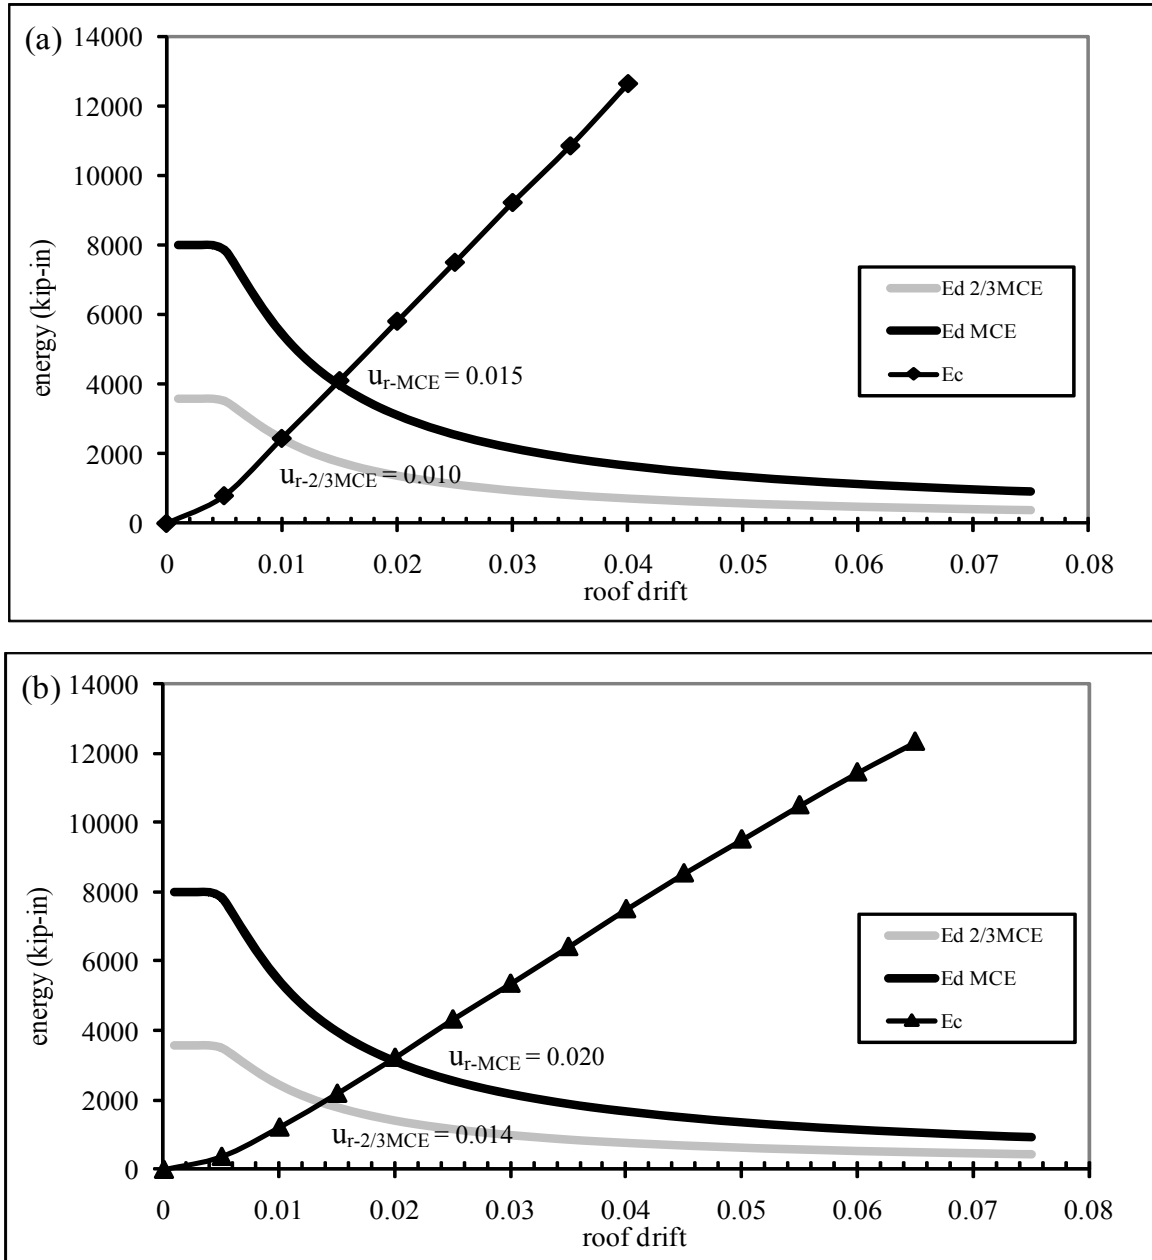 (a)
14000
12000
10000
8000
6000
4000
2000
0
energy (kip-in)
u_r-MCE = 0.015
u_r-2/3MCE = 0.010
Ed 2/3MCE
Ed MCE
Ec
0 0.01 0.02 0.03 0.04 0.05 0.06 0.07 0.08
roof drift
(b)
14000
12000
10000
8000
6000
4000
2000
0
energy (kip-in)
u_r-MCE = 0.020
u_r-2/3MCE = 0.014
Ed 2/3MCE
Ed MCE
Ec
0 0.01 0.02 0.03 0.04 0.05 0.06 0.07 0.08
roof drift